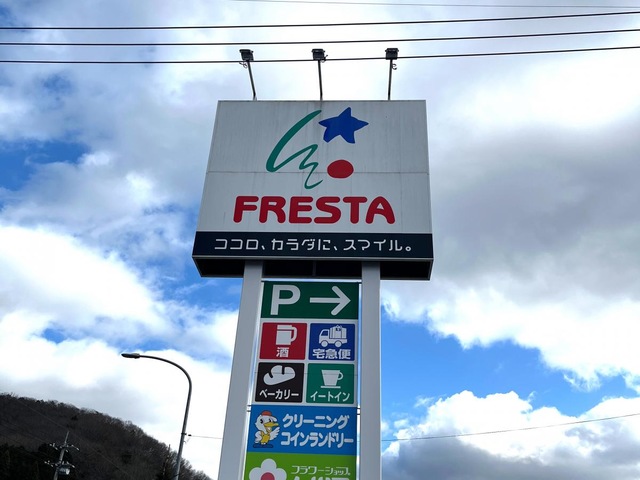 FRESTA
ココロ、カラダに、スマイル。
P →
酒
宅急便
ベーカリー
イートイン
クリーニング
コインランドリー
フラワーショップ